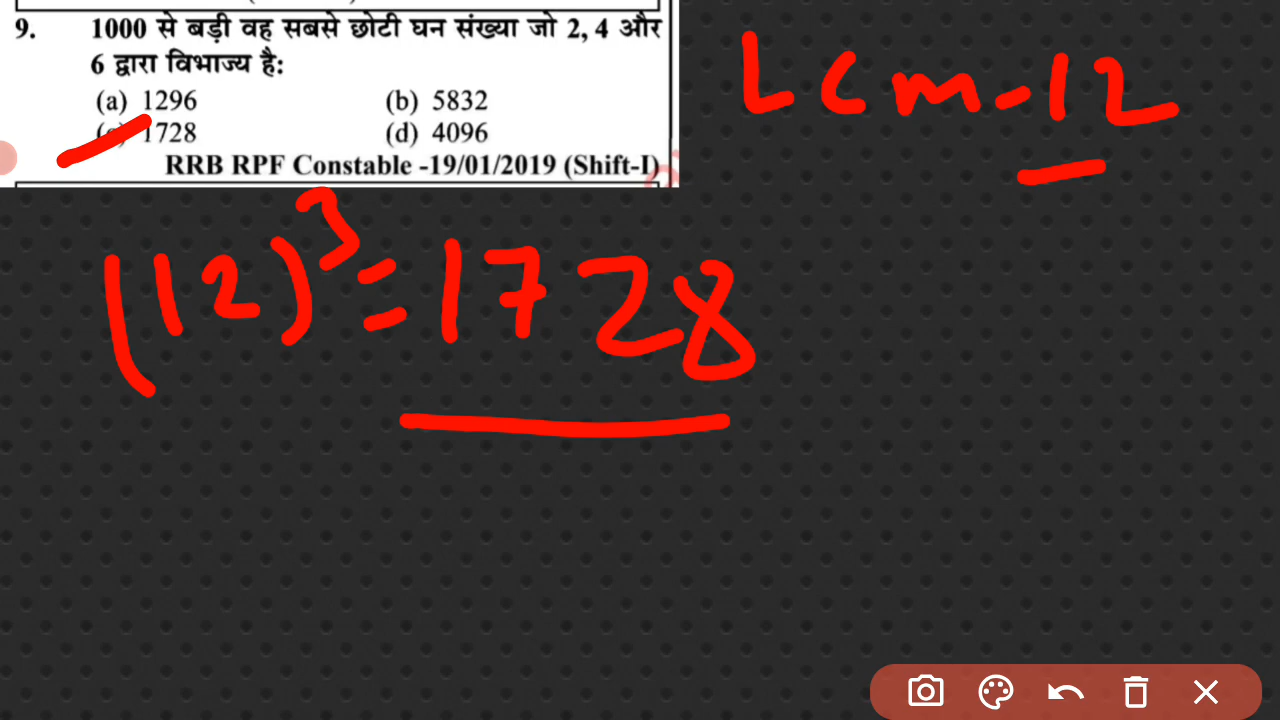 9. 1000 से बड़ी वह सबसे छोटी घन संख्या जो 2, 4 और
6 द्वारा विभाज्य है:
(a) 1296 (b) 5832
(c) 1728 (d) 4096
RRB RPF Constable -19/01/2019 (Shift-I)
LCm-12
(12)³=1728